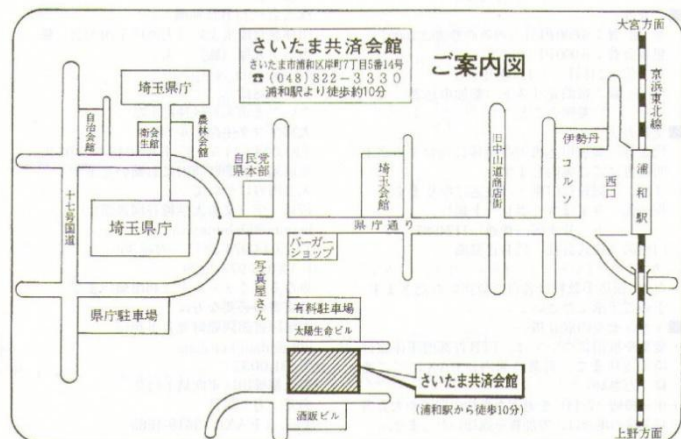 さいたま共済会館
さいたま市浦和区岸町7丁目5番14号
☎(048)822-3330
浦和駅より徒歩約10分
ご案内図
大宮方面
京浜東北線
埼玉県庁
自治会館
衛生会館
農林会館
自民党
県本部
埼玉会館
旧中山道商店街
コルソ
伊勢丹
西口
浦和駅
十七号国道
埼玉県庁
県庁通り
バーガー
ショップ
写真屋さん
県庁駐車場
有料駐車場
太陽生命ビル
さいたま共済会館
(浦和駅から徒歩10分)
酒販ビル
上野方面